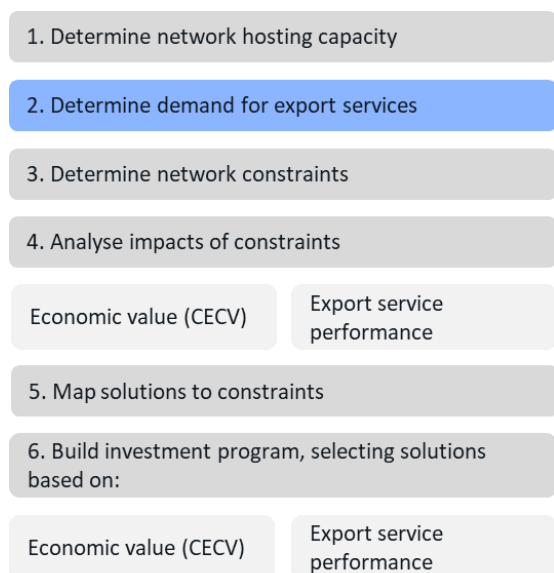 1. Determine network hosting capacity
2. Determine demand for export services
3. Determine network constraints
4. Analyse impacts of constraints
Economic value (CECV)
Export service
performance
5. Map solutions to constraints
6. Build investment program, selecting solutions
based on:
Economic value (CECV)
Export service
performance